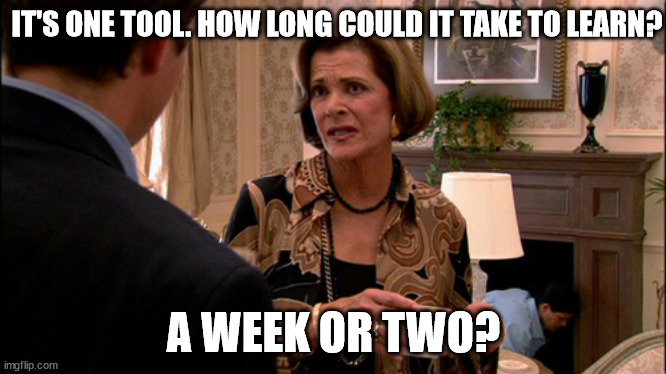 IT'S ONE TOOL. HOW LONG COULD IT TAKE TO LEARN?
A WEEK OR TWO?
imgflip.com